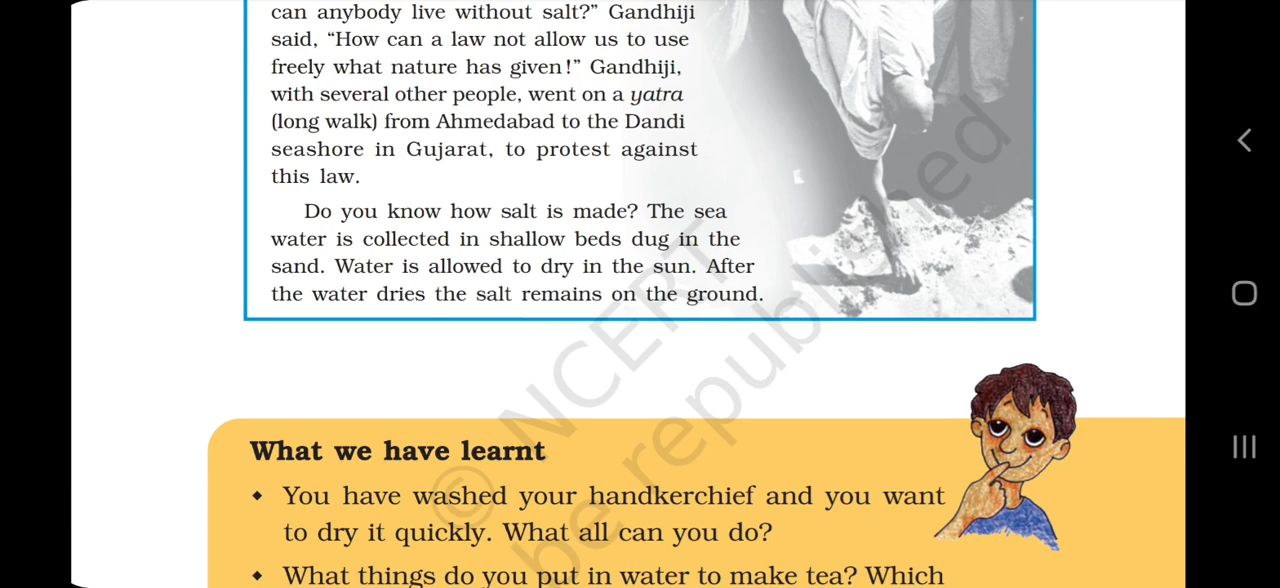 can anybody live without salt?” Gandhiji
said, “How can a law not allow us to use
freely what nature has given!” Gandhiji,
with several other people, went on a yatra
(long walk) from Ahmedabad to the Dandi
seashore in Gujarat, to protest against
this law.
Do you know how salt is made? The sea
water is collected in shallow beds dug in the
sand. Water is allowed to dry in the sun. After
the water dries the salt remains on the ground.
What we have learnt
◆ You have washed your handkerchief and you want
to dry it quickly. What all can you do?
◆ What things do you put in water to make tea? Which
© NCERT
be republished